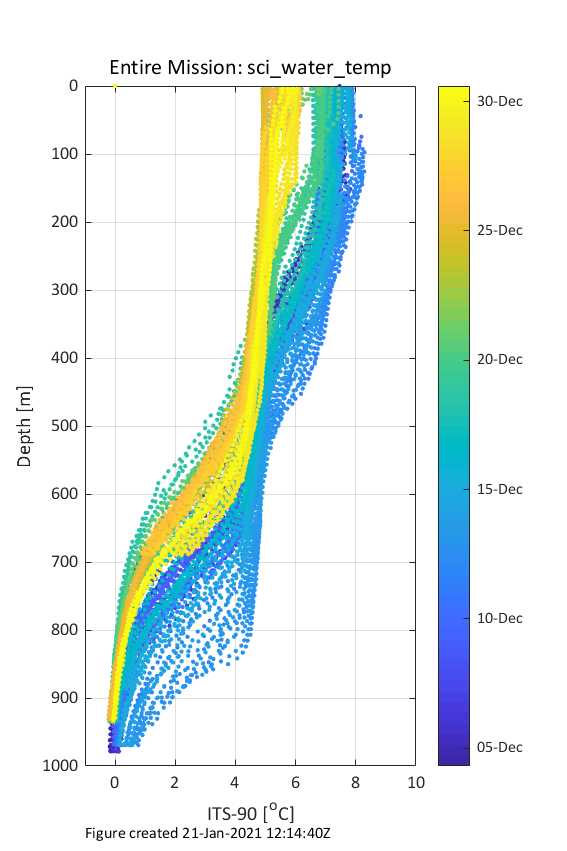 Entire Mission: sci_water_temp
0
100
200
300
400
500
600
700
800
900
1000
Depth [m]
0
2
4
6
8
10
ITS-90 [°C]
30-Dec
25-Dec
20-Dec
15-Dec
10-Dec
05-Dec
Figure created 21-Jan-2021 12:14:40Z